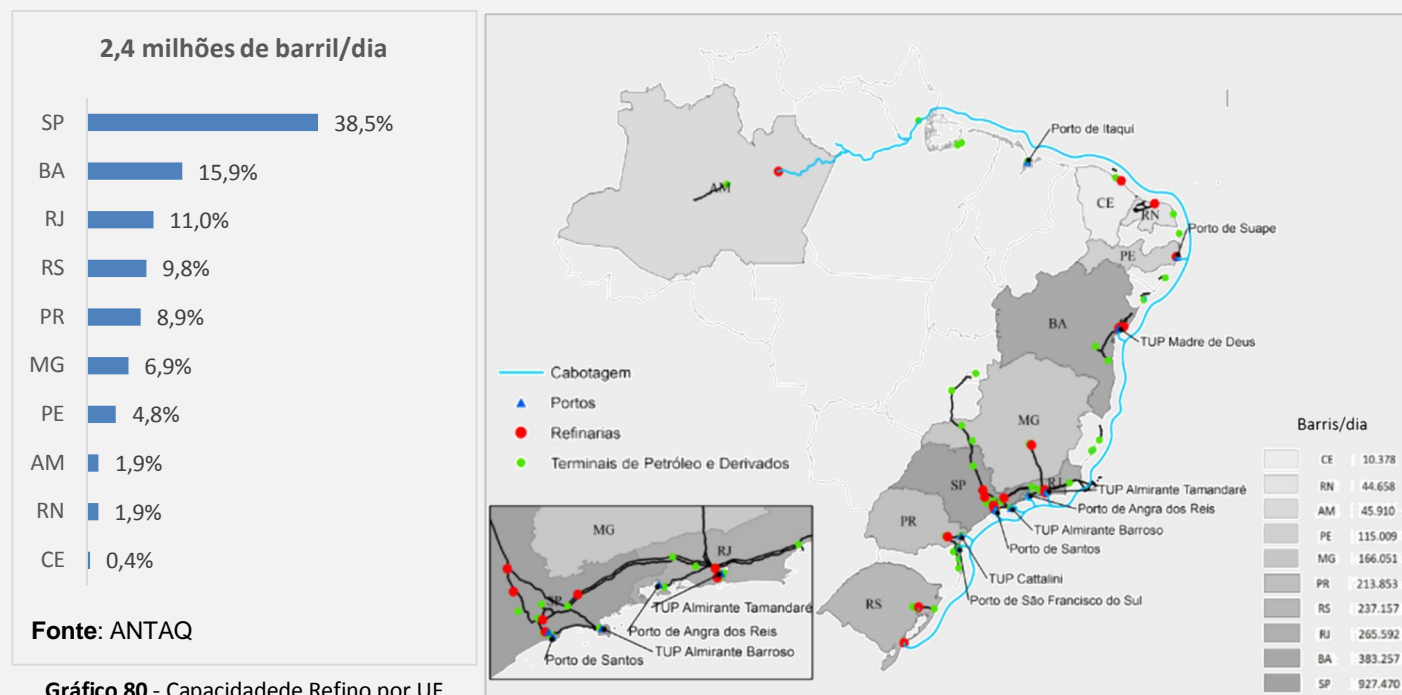 2,4 milhões de barril/dia
SP 38,5%
BA 15,9%
RJ 11,0%
RS 9,8%
PR 8,9%
MG 6,9%
PE 4,8%
AM 1,9%
RN 1,9%
CE 0,4%
Fonte: ANTAQ
Gráfico 80 - Capacidadede Refino por UF
Porto de Itaquí
AM
CE
RN
Porto de Suape
PE
BA
TUP Madre de Deus
Cabotagem
Portos
Refinarias
Terminais de Petróleo e Derivados
MG
SP
RJ
TUP Almirante Tamandaré
Porto de Angra dos Reis
TUP Almirante Barroso
Porto de Santos
PR
TUP Cattalini
Porto de São Francisco do Sul
RS
MG
RJ
SP
TUP Almirante Tamandaré
Porto de Angra dos Reis
TUP Almirante Barroso
Porto de Santos
Barris/dia
CE 10.378
RN 44.658
AM 45.910
PE 115.009
MG 166.051
PR 213.853
RS 237.157
RJ 265.592
BA 383.257
SP 927.470